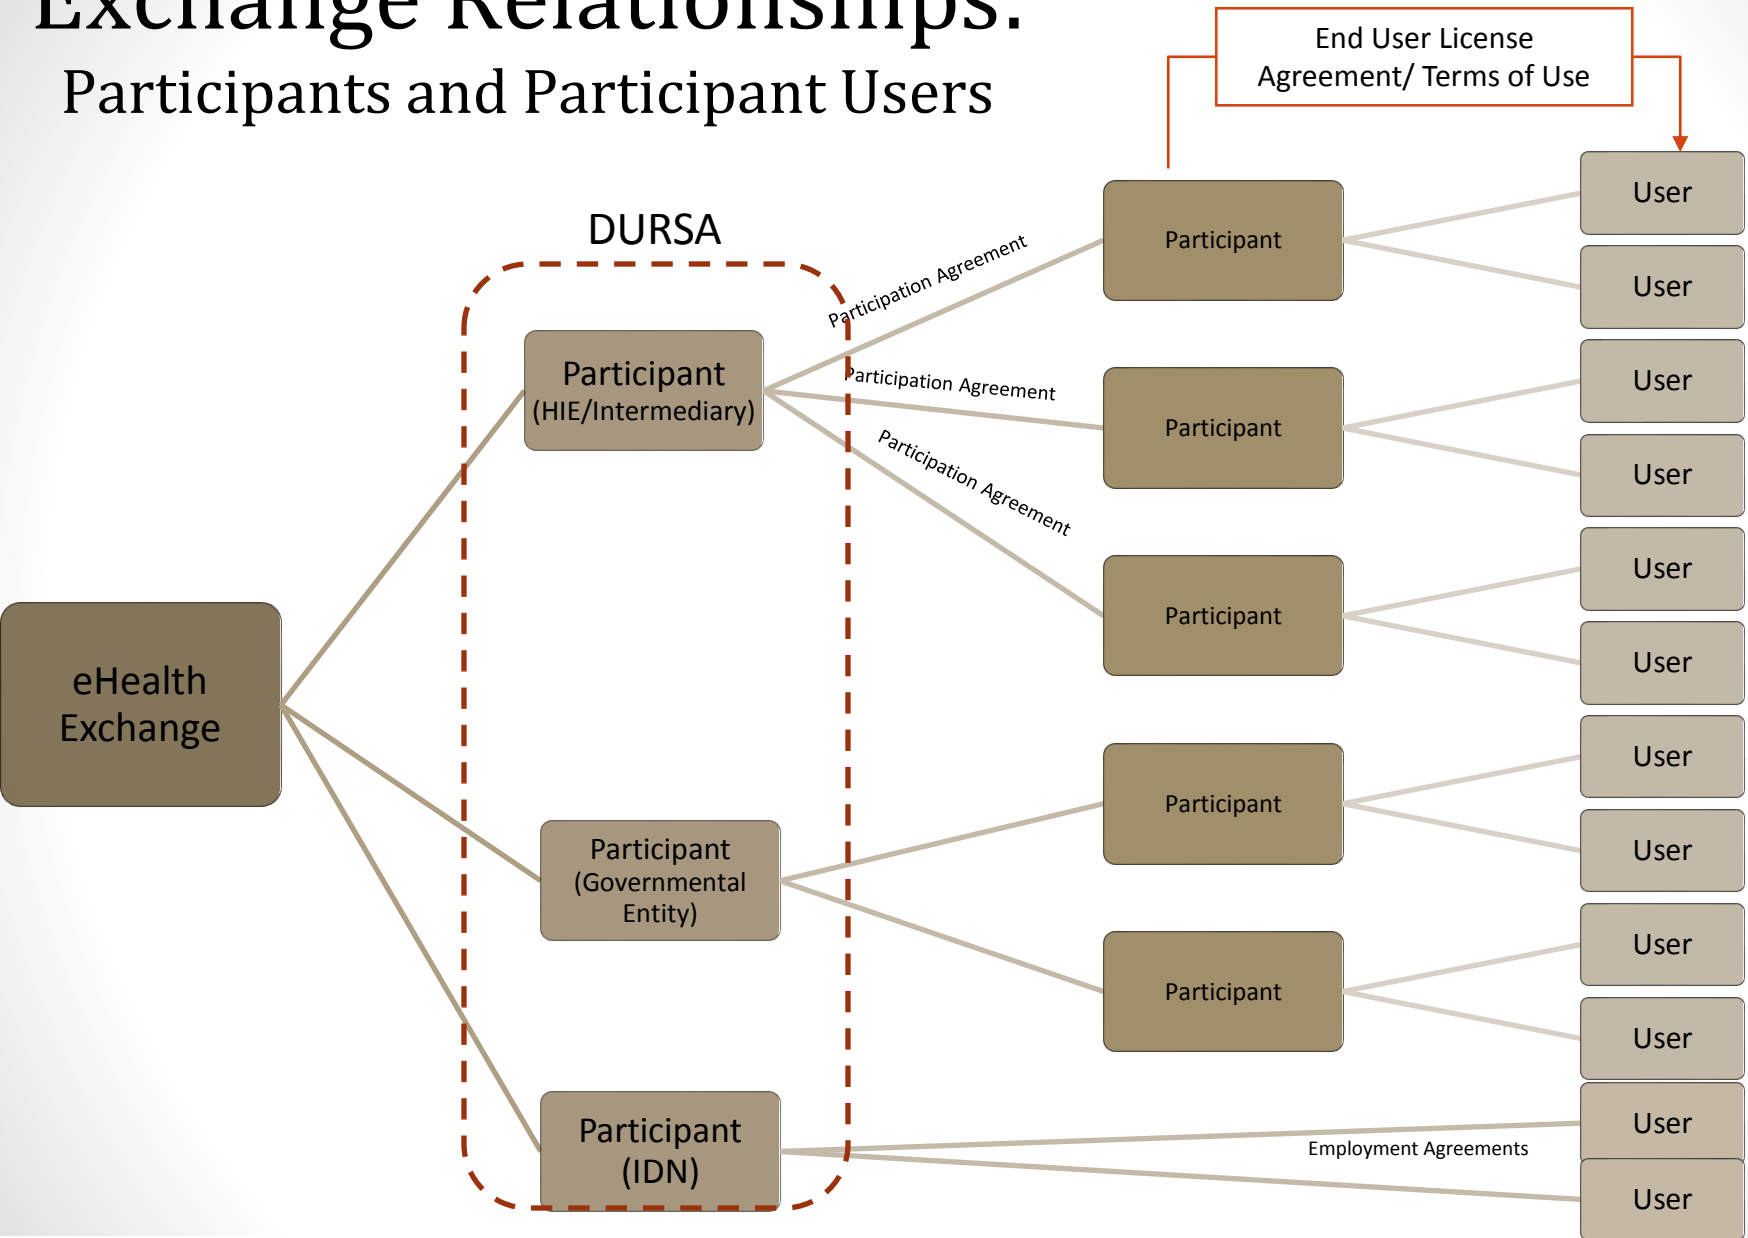 Exchange Relationships:
Participants and Participant Users
End User License
Agreement/ Terms of Use
DURSA
eHealth
Exchange
Participant
(HIE/Intermediary)
Participant
(Governmental
Entity)
Participant
(IDN)
Participation Agreement
Participation Agreement
Participation Agreement
Participant
Participant
Participant
Participant
Participant
Employment Agreements
User
User
User
User
User
User
User
User
User
User
User
User